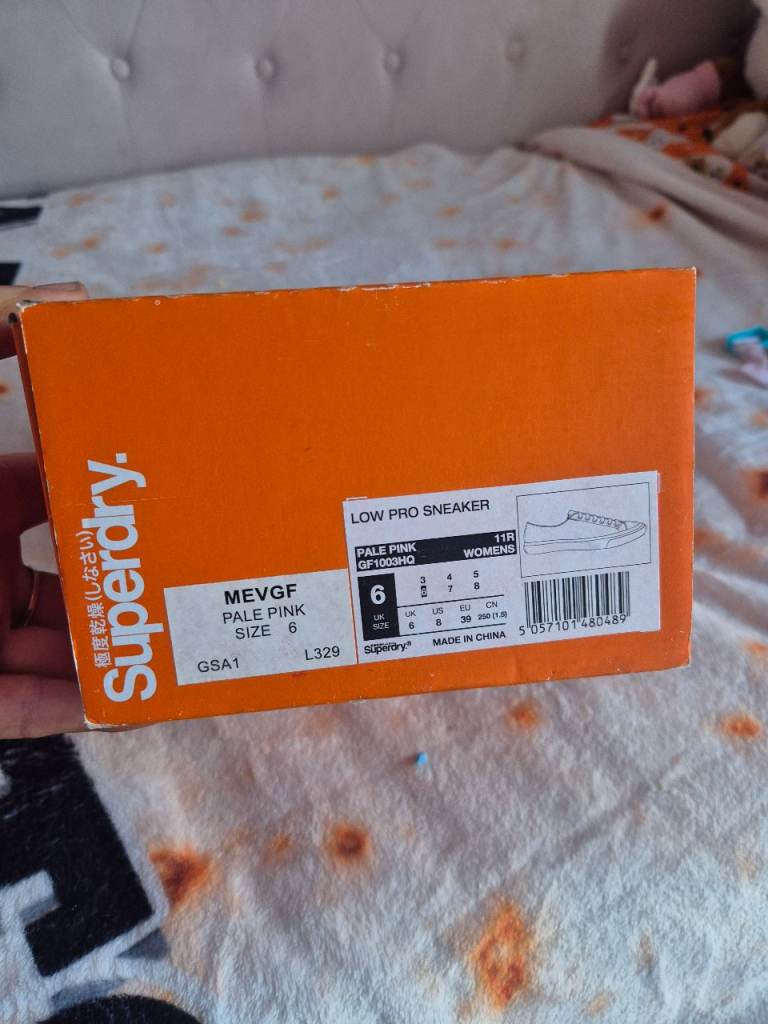 極度乾燥(しなさい)
Superdry.
MEVGF
PALE PINK
SIZE 6
GSA1 L329
LOW PRO SNEAKER
PALE PINK 11R
GF1003HQ WOMENS
6
UK
SIZE
3 4 5
6 7 8
UK US EU CN
6 8 39 250 (1.5)
Superdry.®
MADE IN CHINA
5 057101 480489